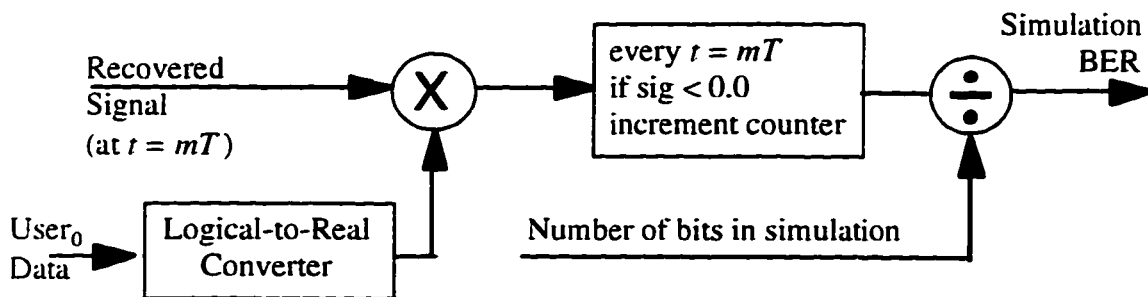 Recovered
Signal
(at t = mT)
X
every t = mT
if sig < 0.0
increment counter
÷
Simulation
BER
User₀
Data
Logical-to-Real
Converter
Number of bits in simulation